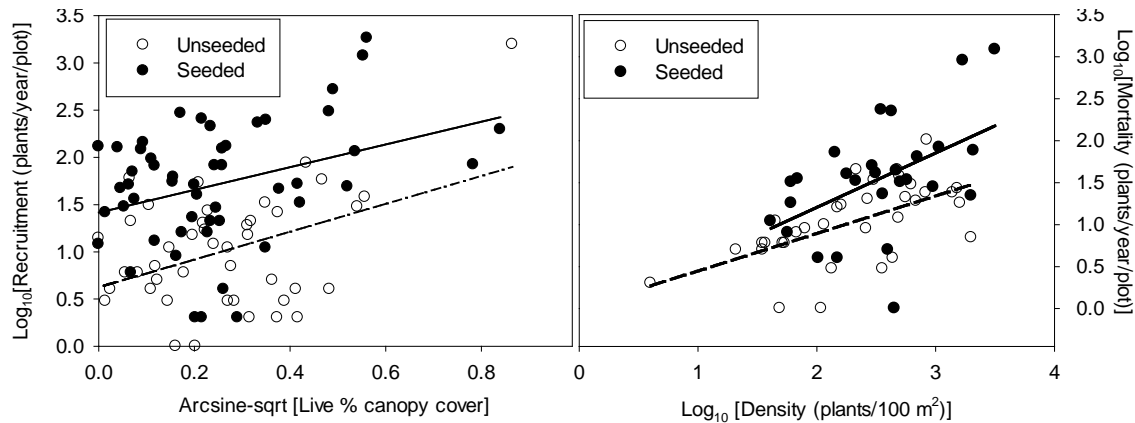 3.5
3.0
2.5
2.0
1.5
1.0
0.5
0.0
Log10[Recruitment (plants/year/plot)]
Unseeded
Seeded
0.0 0.2 0.4 0.6 0.8
Arcsine-sqrt [Live % canopy cover]
Unseeded
Seeded
0 1 2 3 4
Log10 [Density (plants/100 m2)]
3.5
3.0
2.5
2.0
1.5
1.0
0.5
0.0
Log10[Mortality (plants/year/plot)]